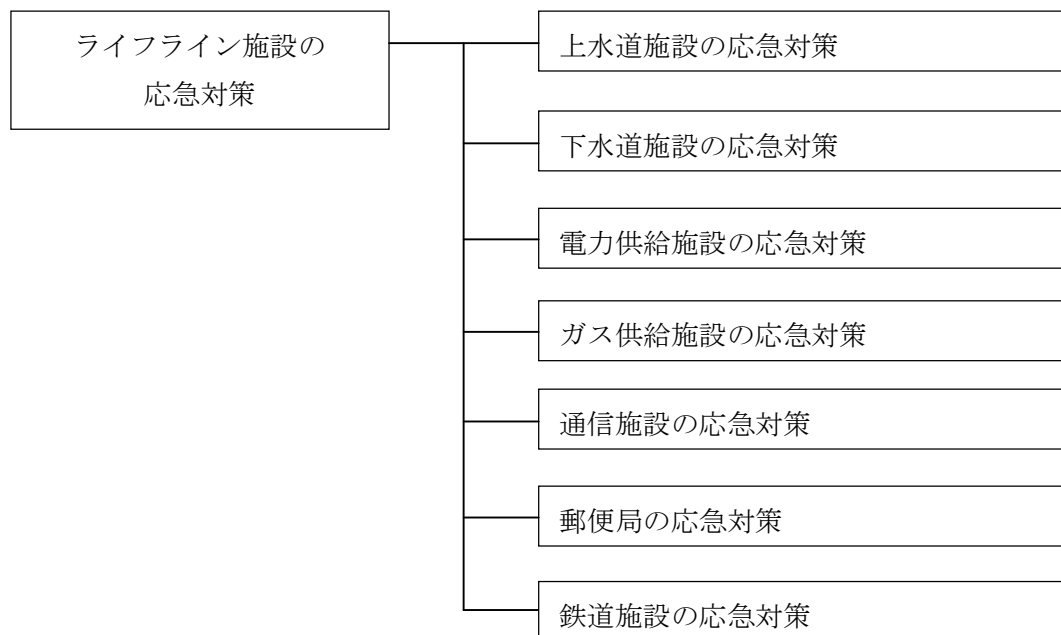 ライフライン施設の
応急対策
上水道施設の応急対策
下水道施設の応急対策
電力供給施設の応急対策
ガス供給施設の応急対策
通信施設の応急対策
郵便局の応急対策
鉄道施設の応急対策